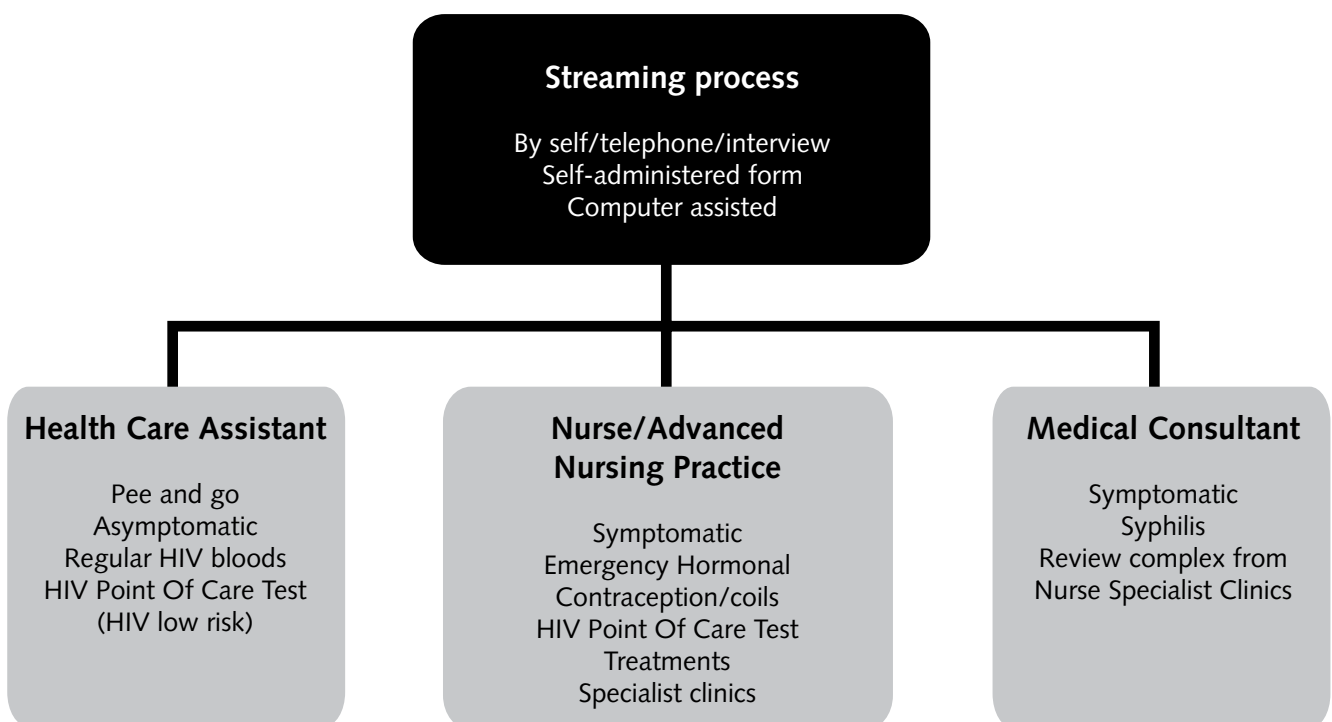 Streaming process
By self/telephone/interview
Self-administered form
Computer assisted
Health Care Assistant
Pee and go
Asymptomatic
Regular HIV bloods
HIV Point Of Care Test
(HIV low risk)
Nurse/Advanced
Nursing Practice
Symptomatic
Emergency Hormonal
Contraception/coils
HIV Point Of Care Test
Treatments
Specialist clinics
Medical Consultant
Symptomatic
Syphilis
Review complex from
Nurse Specialist Clinics